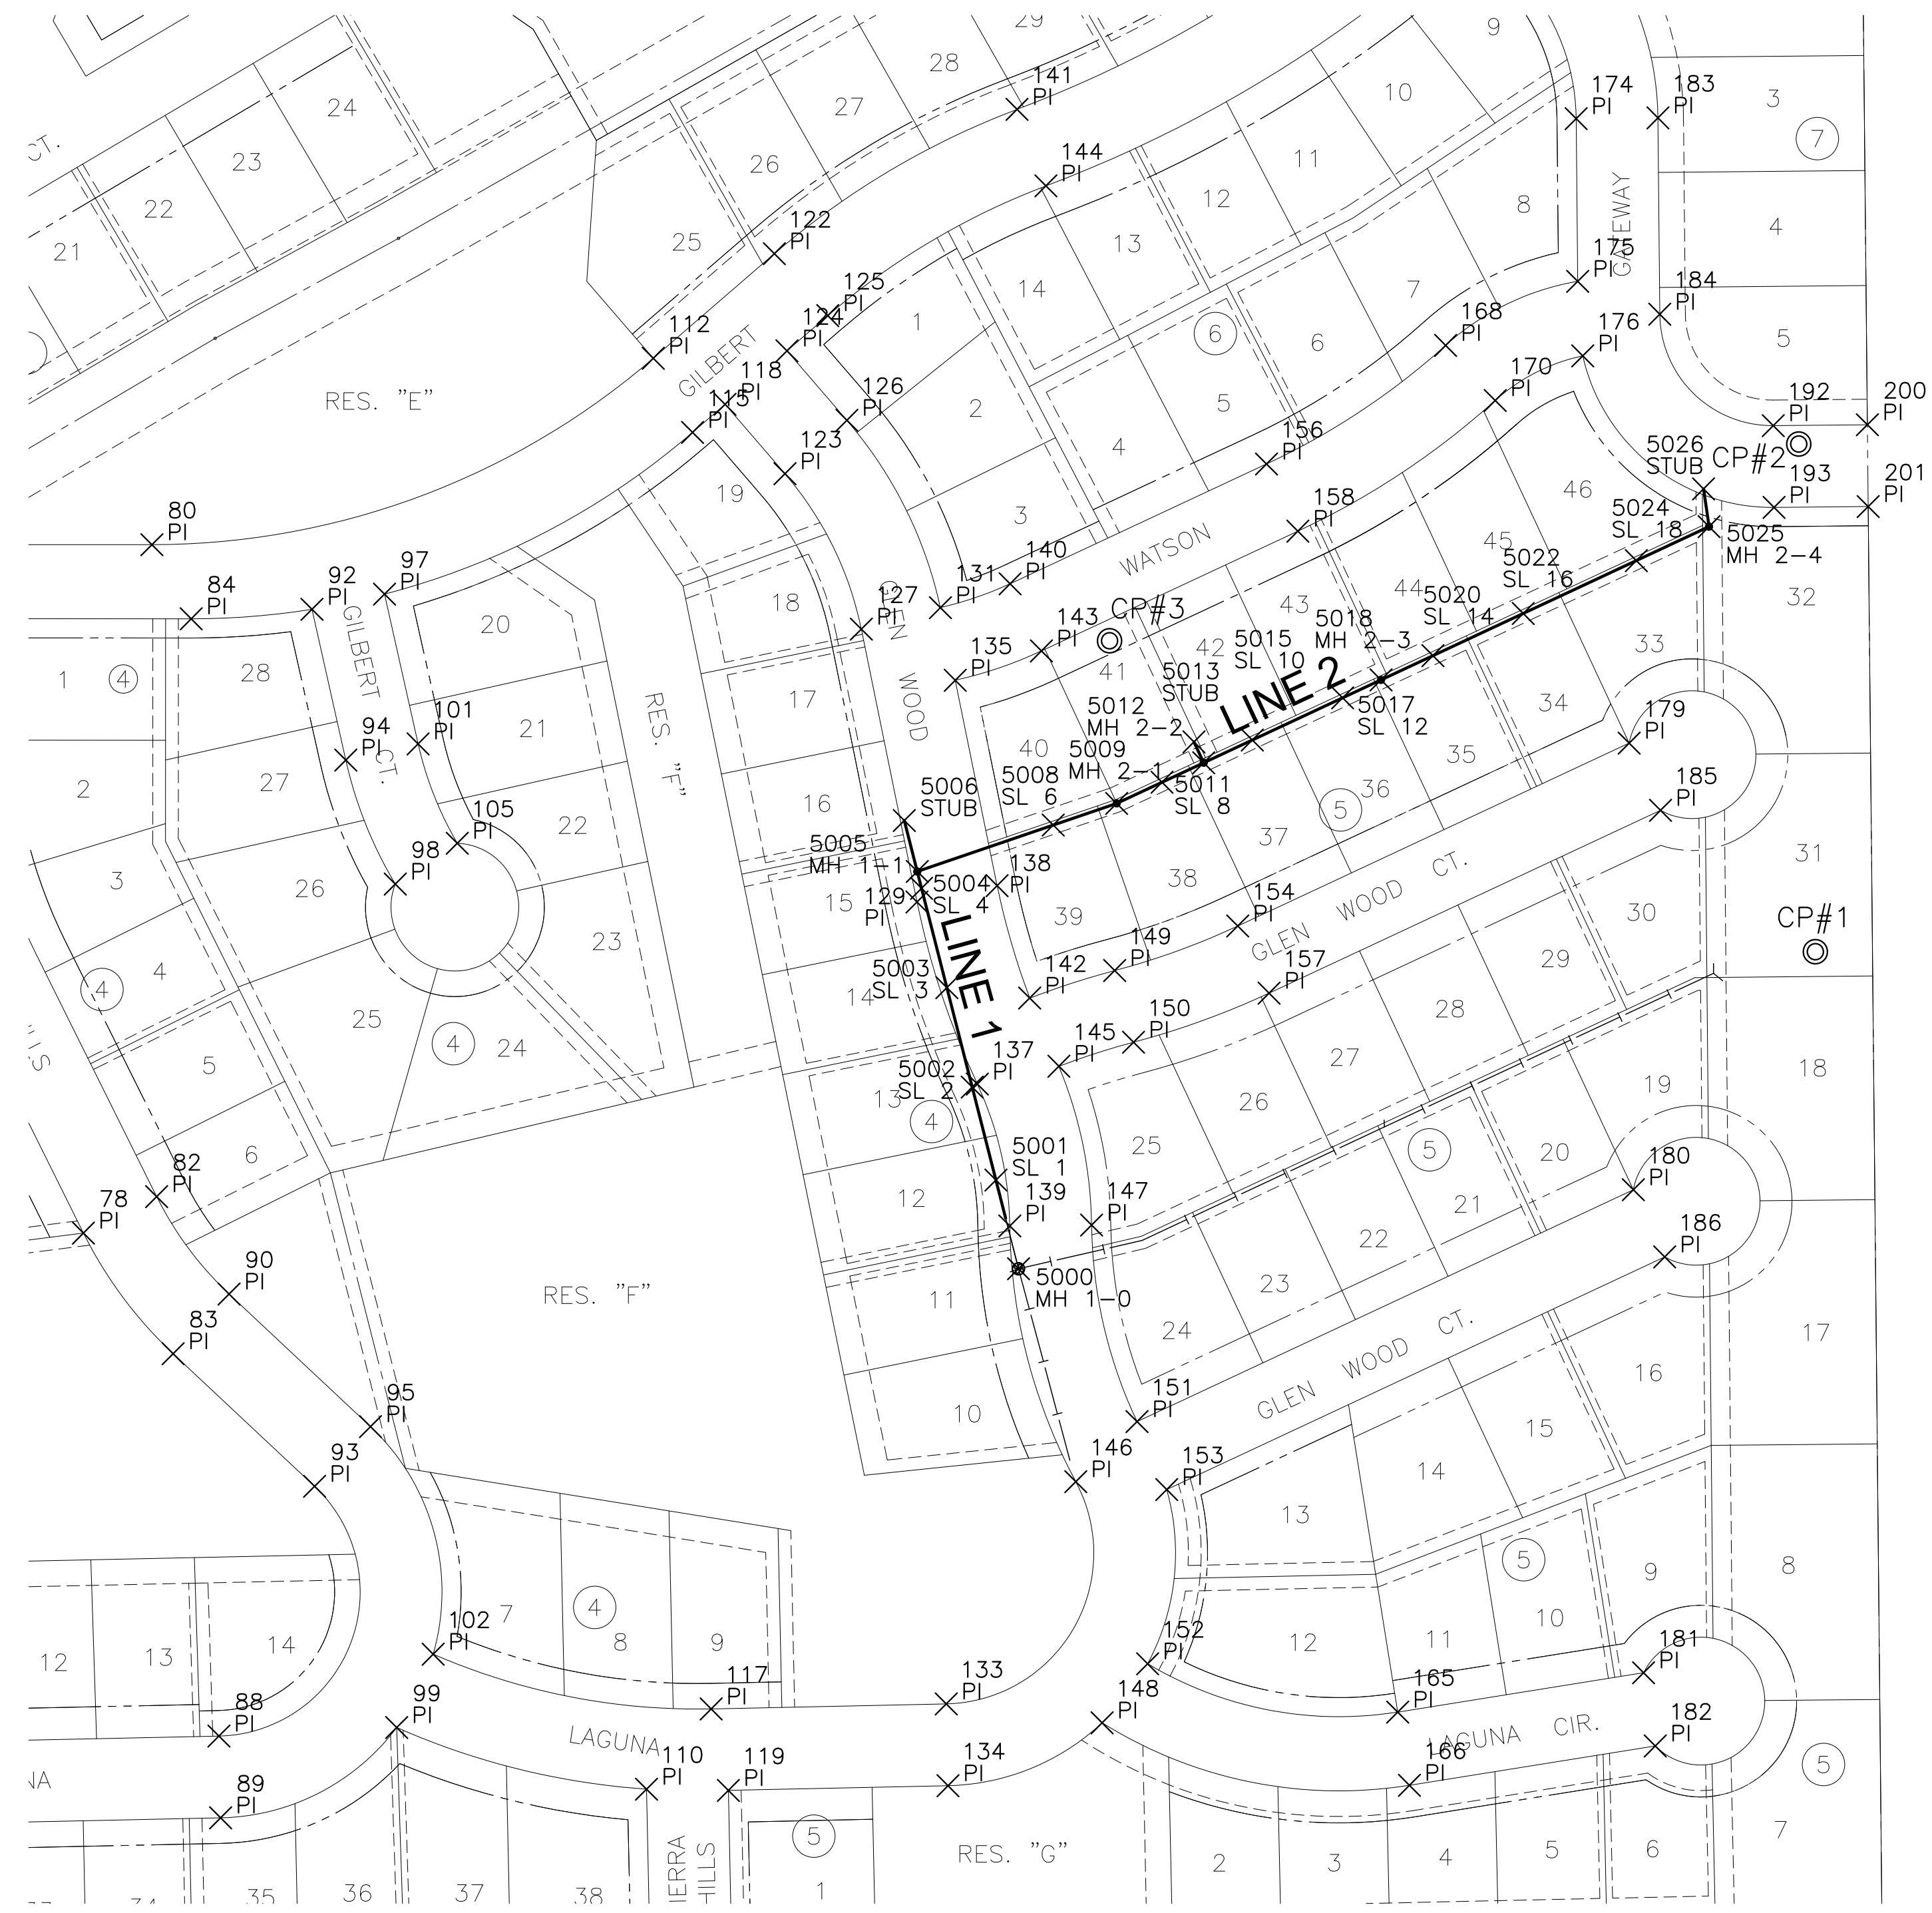 29
28
141
PI
9
174
PI
183
PI
3
7
24
27
10
CT.
23
26
144
PI
11
22
12
8
GATEWAY
4
21
25
122
PI
13
175
PI
14
125
PI
7
184
PI
124
PI
1
6
168
PI
5
112
PI
GILBERT
6
176
PI
118
PI
RES. "E"
115
PI
126
PI
2
5
170
PI
192
PI
200
PI
4
156
PI
5026
STUB
CP#2
123
PI
19
46
193
PI
201
PI
80
PI
3
158
PI
5024
SL 18
5025
MH 2-4
WATSON
45
140
PI
131
PI
5022
SL 16
97
PI
92
PI
84
PI
18
127
PI
GLEN
WOOD
CP#3
143
PI
43
44
5020
SL 14
32
GILBERT
CT.
20
5018
MH 2-3
42
5015
SL 10
33
135
PI
41
5013
STUB
1
4
28
RES. "F"
17
LINE 2
5017
SL 12
34
5012
MH 2-2
179
PI
94
PI
101
PI
21
40
5009
MH 2-1
35
2
27
5008
SL 6
5011
SL 8
36
5
185
PI
16
5006
STUB
22
105
PI
37
5005
MH 1-1
31
3
98
PI
26
138
PI
5004
SL 4
38
GLEN WOOD CT.
15
129
PI
39
154
PI
30
CP#1
23
LINE 1
149
PI
4
4
5003
SL 3
14
142
PI
157
PI
29
25
4
24
150
PI
28
HILLS
5
145
PI
27
18
137
PI
5002
SL 2
13
4
26
19
6
5001
SL 1
25
5
20
82
PI
12
139
PI
147
PI
180
PI
78
PI
21
22
186
PI
90
PI
RES. "F"
11
5000
MH 1-0
23
83
PI
24
GLEN WOOD CT.
17
16
95
PI
10
151
PI
15
93
PI
146
PI
153
PI
14
13
7
4
5
8
9
102
PI
10
12
13
14
8
9
152
PI
12
11
181
PI
117
PI
133
PI
165
PI
88
PI
99
PI
148
PI
LAGUNA
LAGUNA CIR.
182
PI
110
PI
119
PI
134
PI
166
PI
5
NA
89
PI
5
7
RES. "G"
2
3
4
5
6
33
34
35
36
37
38
IERRA
HILLS
1